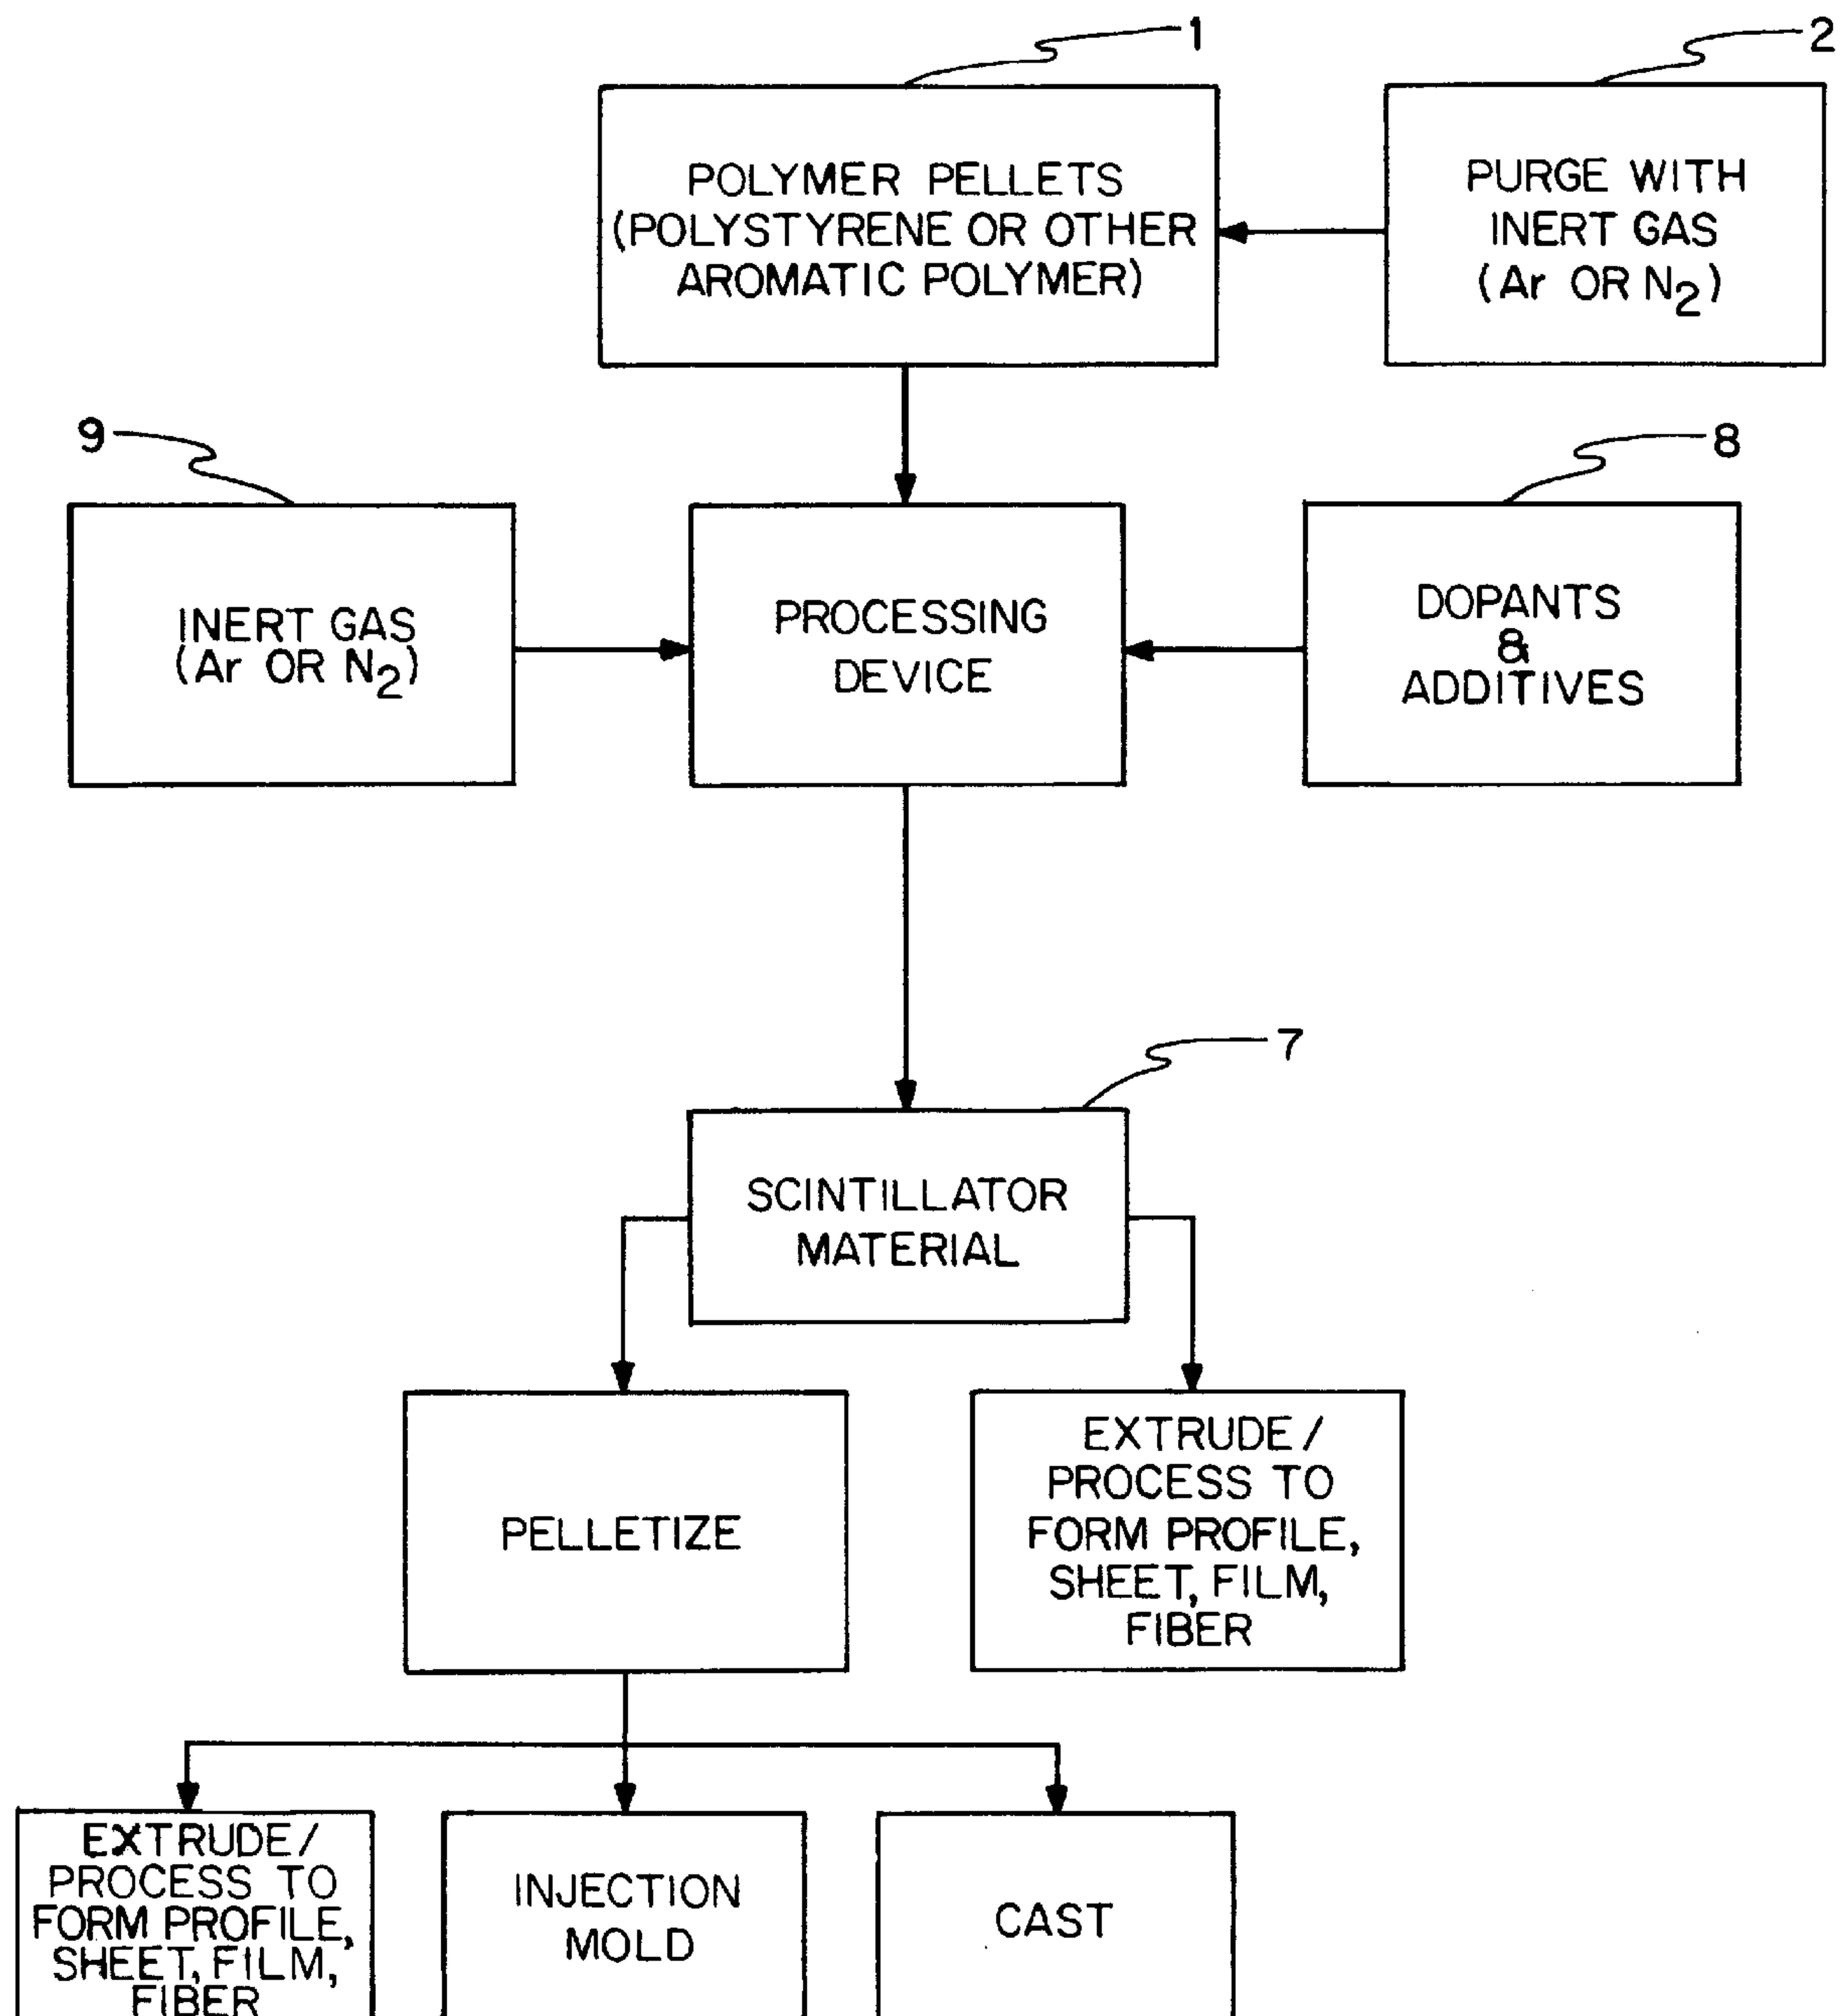 1
2
POLYMER PELLETS
(POLYSTYRENE OR OTHER
AROMATIC POLYMER)
PURGE WITH
INERT GAS
(Ar OR N2)
9
8
INERT GAS
(Ar OR N2)
PROCESSING
DEVICE
DOPANTS
&
ADDITIVES
7
SCINTILLATOR
MATERIAL
PELLETIZE
EXTRUDE/
PROCESS TO
FORM PROFILE,
SHEET, FILM,
FIBER
EXTRUDE/
PROCESS TO
FORM PROFILE,
SHEET, FILM,
FIBER
INJECTION
MOLD
CAST